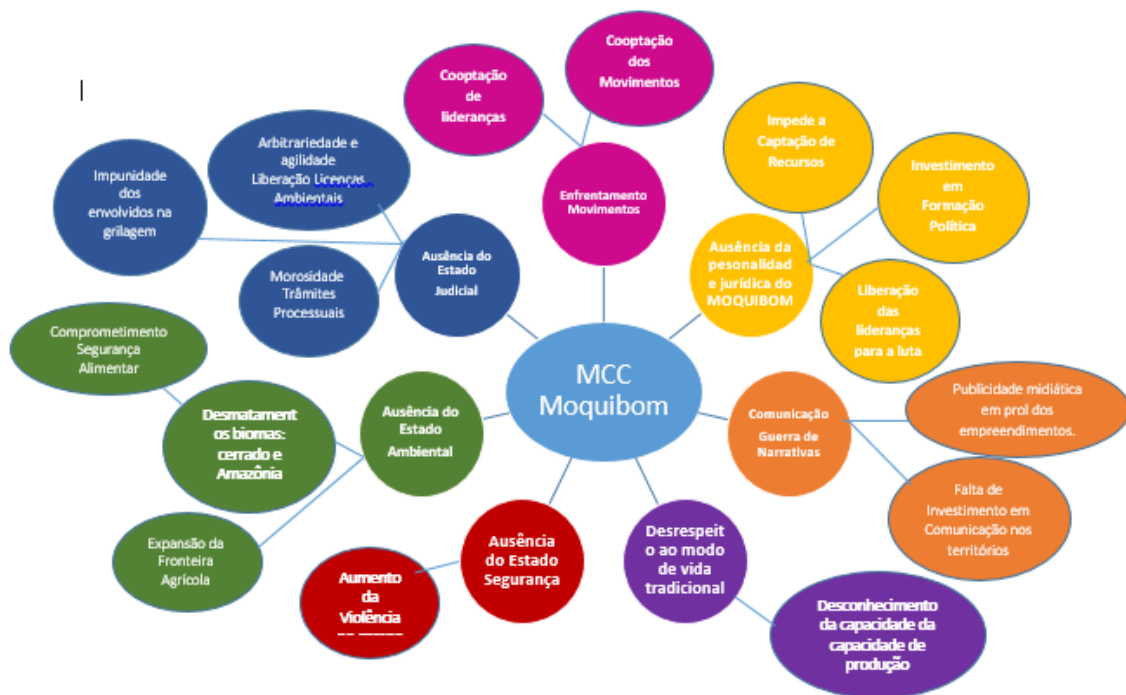 Cooptação
dos
Movimentos
Cooptação
de
lideranças
Enfrentamento
Movimentos
Impede a
Captação de
Recursos
Investimento
em
Formação
Política
Liberação
das
lideranças
para a luta
Ausência da
pesonalidad
e jurídica do
MOQUIBOM
Arbitrariedade e
agilidade
Liberação Licenças
Ambientais
Impunidade
dos
envolvidos na
grilagem
Morosidade
Trâmites
Processuais
Ausência do
Estado
Judicial
MCC
Moquibom
Comprometimento
Segurança
Alimentar
Desmatament
os biomas:
cerrado e
Amazônia
Expansão da
Fronteira
Agrícola
Ausência do
Estado
Ambiental
Comunicação
Guerra de
Narrativas
Publicidade midiática
em prol dos
empreendimentos.
Falta de
Investimento em
Comunicação nos
territórios
Ausência
do Estado
Segurança
Aumento
da
Violência
Desrespeit
o ao modo
de vida
tradicional
Desconhecimento
da capacidade da
capacidade de
produção